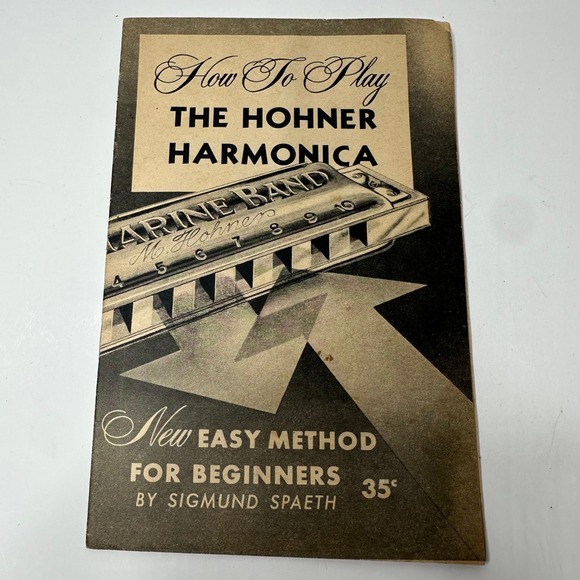 How To Play
THE HOHNER
HARMONICA
MARINE BAND
M. Hohner
4 5 6 7 8 9 10
New EASY METHOD
FOR BEGINNERS
BY SIGMUND SPAETH 35¢